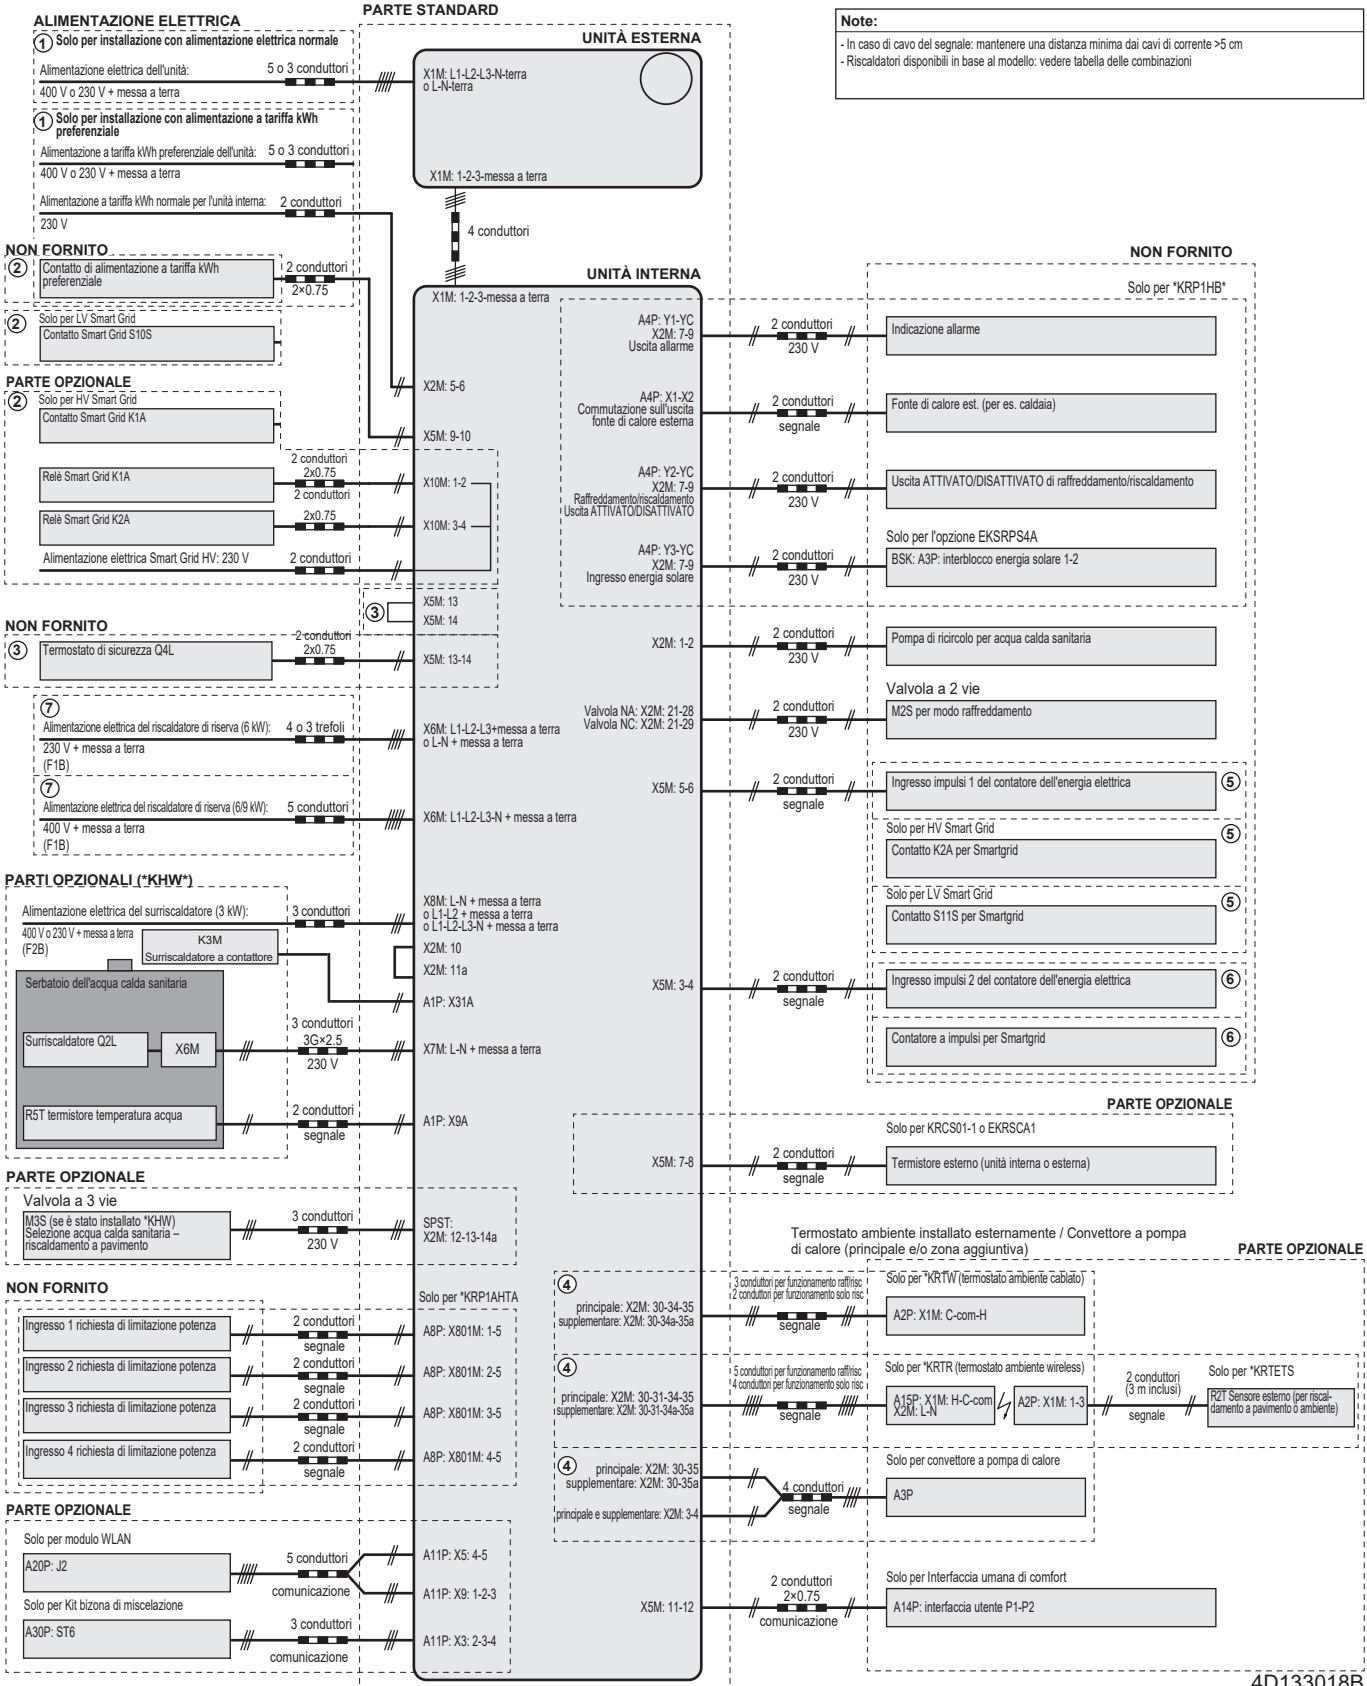 PARTE STANDARD
ALIMENTAZIONE ELETTRICA
1 Solo per installazione con alimentazione elettrica normale
Alimentazione elettrica dell'unità:
5 o 3 conduttori
400 V o 230 V + messa a terra
1 Solo per installazione con alimentazione a tariffa kWh
preferenziale
Alimentazione a tariffa kWh preferenziale dell'unità:
5 o 3 conduttori
400 V o 230 V + messa a terra
Alimentazione a tariffa kWh normale per l'unità interna:
2 conduttori
230 V
NON FORNITO
2
Contatto di alimentazione a tariffa kWh
preferenziale
2 conduttori
2×0.75
2
Solo per LV Smart Grid
Contatto Smart Grid S10S
PARTE OPZIONALE
2
Solo per HV Smart Grid
Contatto Smart Grid K1A
Relè Smart Grid K1A
2 conduttori
2x0.75
2 conduttori
Relè Smart Grid K2A
2x0.75
Alimentazione elettrica Smart Grid HV: 230 V
2 conduttori
NON FORNITO
3
Termostato di sicurezza Q4L
2 conduttori
2x0.75
7
Alimentazione elettrica del riscaldatore di riserva (6 kW):
4 o 3 trefoli
230 V + messa a terra
(F1B)
7
Alimentazione elettrica del riscaldatore di riserva (6/9 kW):
5 conduttori
400 V + messa a terra
(F1B)
PARTI OPZIONALI (*KHW*)
Alimentazione elettrica del surriscaldatore (3 kW):
3 conduttori
400 V o 230 V + messa a terra
(F2B)
K3M
Surriscaldatore a contattore
Serbatoio dell'acqua calda sanitaria
Surriscaldatore Q2L
X6M
3 conduttori
3G×2.5
230 V
R5T termistore temperatura acqua
2 conduttori
segnale
PARTE OPZIONALE
Valvola a 3 vie
M3S (se è stato installato *KHW)
Selezione acqua calda sanitaria –
riscaldamento a pavimento
3 conduttori
230 V
NON FORNITO
Ingresso 1 richiesta di limitazione potenza
2 conduttori
segnale
Ingresso 2 richiesta di limitazione potenza
2 conduttori
segnale
Ingresso 3 richiesta di limitazione potenza
2 conduttori
segnale
Ingresso 4 richiesta di limitazione potenza
2 conduttori
segnale
PARTE OPZIONALE
Solo per modulo WLAN
A20P: J2
5 conduttori
comunicazione
Solo per Kit bizona di miscelazione
A30P: ST6
3 conduttori
comunicazione
UNITÀ ESTERNA
X1M: L1-L2-L3-N-terra
o L-N-terra
X1M: 1-2-3-messa a terra
4 conduttori
UNITÀ INTERNA
X1M: 1-2-3-messa a terra
X2M: 5-6
X5M: 9-10
X10M: 1-2
X10M: 3-4
3
X5M: 13
X5M: 14
X5M: 13-14
X6M: L1-L2-L3+messa a terra
o L-N + messa a terra
X6M: L1-L2-L3-N + messa a terra
X8M: L-N + messa a terra
o L1-L2 + messa a terra
o L1-L2-L3-N + messa a terra
X2M: 10
X2M: 11a
A1P: X31A
X7M: L-N + messa a terra
A1P: X9A
SPST:
X2M: 12-13-14a
Solo per *KRP1AHTA
A8P: X801M: 1-5
A8P: X801M: 2-5
A8P: X801M: 3-5
A8P: X801M: 4-5
A11P: X5: 4-5
A11P: X9: 1-2-3
A11P: X3: 2-3-4
Note:
- In caso di cavo del segnale: mantenere una distanza minima dai cavi di corrente >5 cm
- Riscaldatori disponibili in base al modello: vedere tabella delle combinazioni
NON FORNITO
Solo per *KRP1HB*
A4P: Y1-YC
X2M: 7-9
Uscita allarme
2 conduttori
230 V
Indicazione allarme
A4P: X1-X2
Commutazione sull'uscita
fonte di calore esterna
2 conduttori
segnale
Fonte di calore est. (per es. caldaia)
A4P: Y2-YC
X2M: 7-9
Raffreddamento/riscaldamento
Uscita ATTIVATO/DISATTIVATO
2 conduttori
230 V
Uscita ATTIVATO/DISATTIVATO di raffreddamento/riscaldamento
Solo per l'opzione EKSRPS4A
A4P: Y3-YC
X2M: 7-9
Ingresso energia solare
2 conduttori
230 V
BSK: A3P: interblocco energia solare 1-2
X2M: 1-2
2 conduttori
230 V
Pompa di ricircolo per acqua calda sanitaria
Valvola a 2 vie
Valvola NA: X2M: 21-28
Valvola NC: X2M: 21-29
2 conduttori
230 V
M2S per modo raffreddamento
X5M: 5-6
2 conduttori
segnale
Ingresso impulsi 1 del contatore dell'energia elettrica
5
Solo per HV Smart Grid
Contatto K2A per Smartgrid
5
Solo per LV Smart Grid
Contatto S11S per Smartgrid
5
X5M: 3-4
2 conduttori
segnale
Ingresso impulsi 2 del contatore dell'energia elettrica
6
Contatore a impulsi per Smartgrid
6
PARTE OPZIONALE
Solo per KRCS01-1 o EKRSCA1
X5M: 7-8
2 conduttori
segnale
Termistore esterno (unità interna o esterna)
Termostato ambiente installato esternamente / Convettore a pompa
di calore (principale e/o zona aggiuntiva)
PARTE OPZIONALE
4
principale: X2M: 30-34-35
supplementare: X2M: 30-34a-35a
3 conduttori per funzionamento raff/risc
2 conduttori per funzionamento solo risc
segnale
Solo per *KRTW (termostato ambiente cablato)
A2P: X1M: C-com-H
4
principale: X2M: 30-31-34-35
supplementare: X2M: 30-31-34a-35a
5 conduttori per funzionamento raff/risc
4 conduttori per funzionamento solo risc
segnale
Solo per *KRTR (termostato ambiente wireless)
A15P: X1M: H-C-com
X2M: L-N
A2P: X1M: 1-3
2 conduttori
(3 m inclusi)
segnale
Solo per *KRTETS
R2T Sensore esterno (per riscal-
damento a pavimento o ambiente)
4
principale: X2M: 30-35
supplementare: X2M: 30-35a
principale e supplementare: X2M: 3-4
4 conduttori
segnale
Solo per convettore a pompa di calore
A3P
X5M: 11-12
2 conduttori
2×0.75
comunicazione
Solo per Interfaccia umana di comfort
A14P: interfaccia utente P1-P2
4D133018B